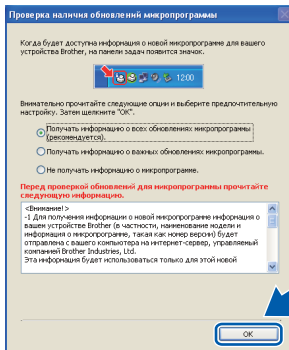 Проверка наличия обновлений микропрограммы
Когда будет доступна информация о новой микропрограмме для вашего
устройства Brother, на панели задач появится значок.
12:00
Внимательно прочитайте следующие опции и выберите предпочтительную
настройку. Затем щелкните "OK".
Получать информацию о всех обновлениях микропрограммы
(рекомендуется).
Получать информацию о важных обновлениях микропрограммы.
Не получать информацию о микропрограмме.
Перед проверкой обновлений для микропрограммы прочитайте
следующую информацию.
<Внимание!>
-1 Для получения информации о новой микропрограмме информация о
вашем устройстве Brother (в частности, наименование модели и
информация о микропрограмме, такая как номер версии) будет
отправлена с вашего компьютера на интернет-сервер, управляемый
компанией Brother Industries, Ltd.
Эта информация будет использоваться только для этой новой
OK